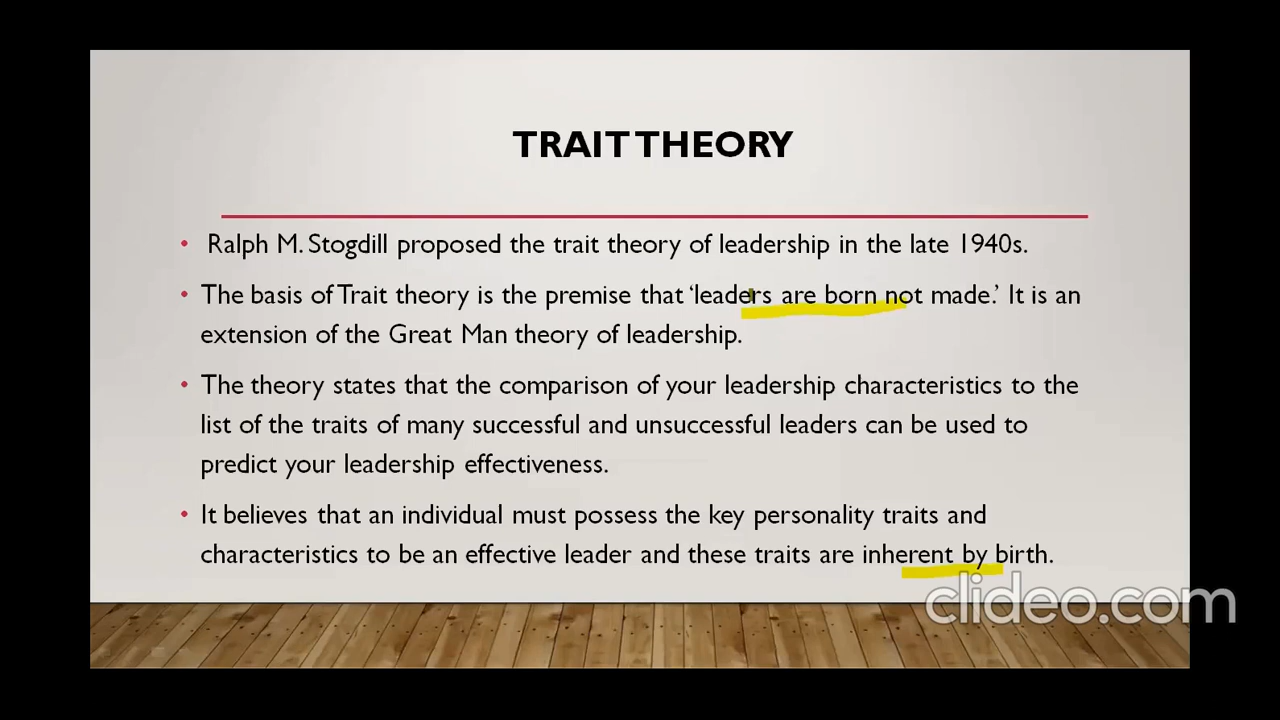 TRAIT THEORY
• Ralph M. Stogdill proposed the trait theory of leadership in the late 1940s.
• The basis of Trait theory is the premise that ‘leaders are born not made.’ It is an
extension of the Great Man theory of leadership.
• The theory states that the comparison of your leadership characteristics to the
list of the traits of many successful and unsuccessful leaders can be used to
predict your leadership effectiveness.
• It believes that an individual must possess the key personality traits and
characteristics to be an effective leader and these traits are inherent by birth.
clideo.com